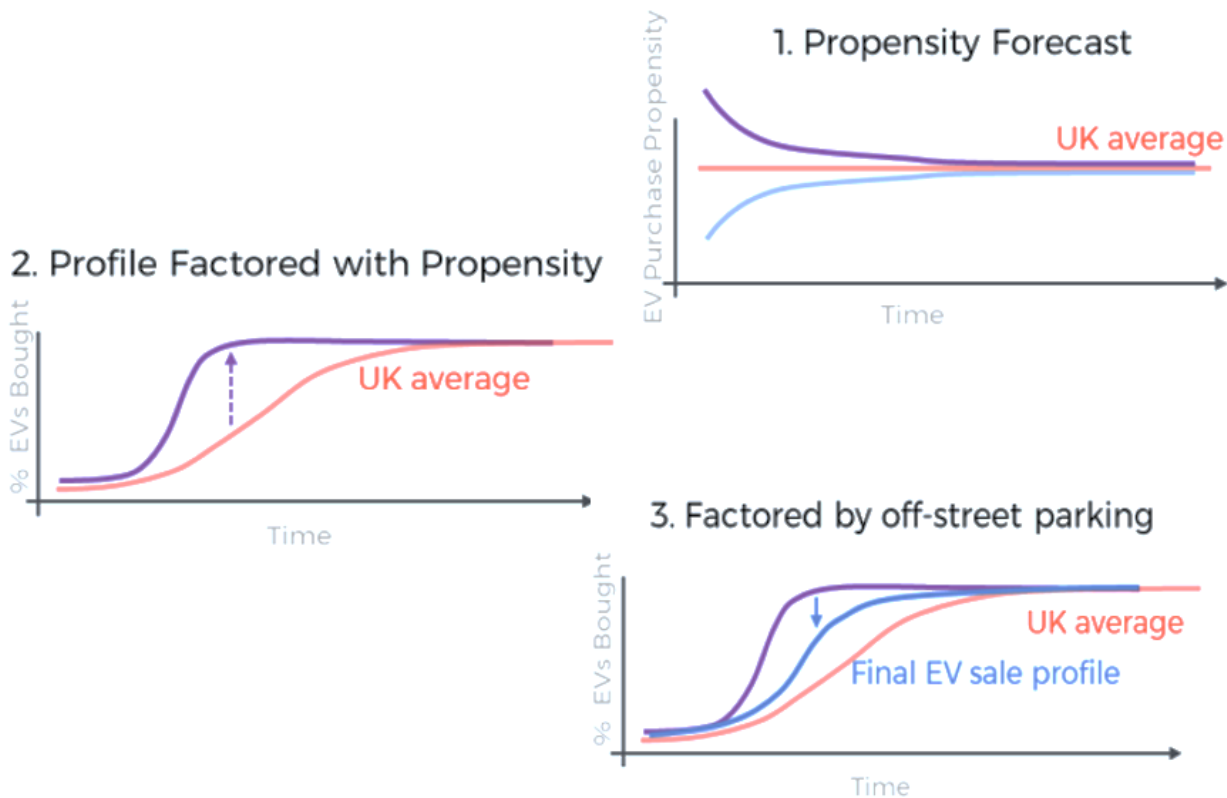 1. Propensity Forecast
EV Purchase Propensity
UK average
Time
2. Profile Factored with Propensity
% EVs Bought
UK average
Time
3. Factored by off-street parking
% EVs Bought
UK average
Final EV sale profile
Time